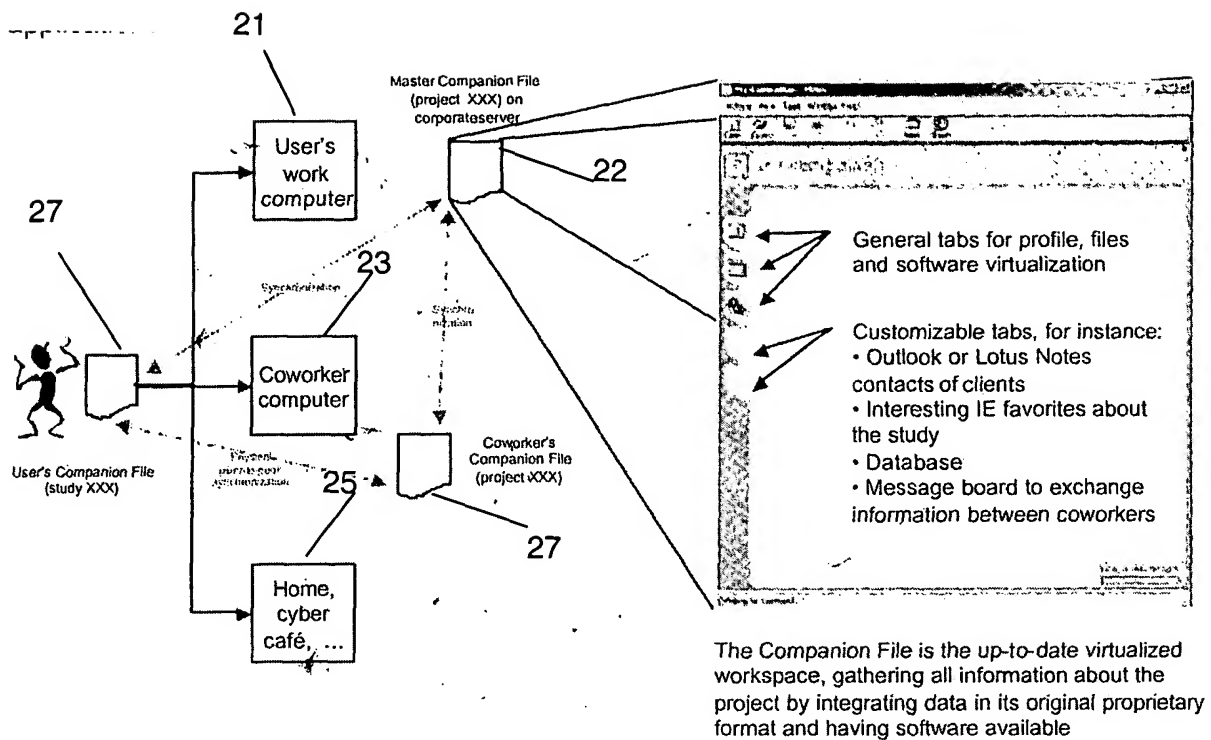 21
Master Companion File
(project XXX) on
corporateserver
User's
work
computer
22
27
23
Synchronization
Synchro
nization
General tabs for profile, files
and software virtualization
Customizable tabs, for instance:
• Outlook or Lotus Notes
contacts of clients
• Interesting IE favorites about
the study
• Database
• Message board to exchange
information between coworkers
Coworker
computer
User's Companion File
(study XXX)
synchronization
25
Coworker's
Companion File
(project XXX)
27
Home,
cyber
café, ...
The Companion File is the up-to-date virtualized
workspace, gathering all information about the
project by integrating data in its original proprietary
format and having software available